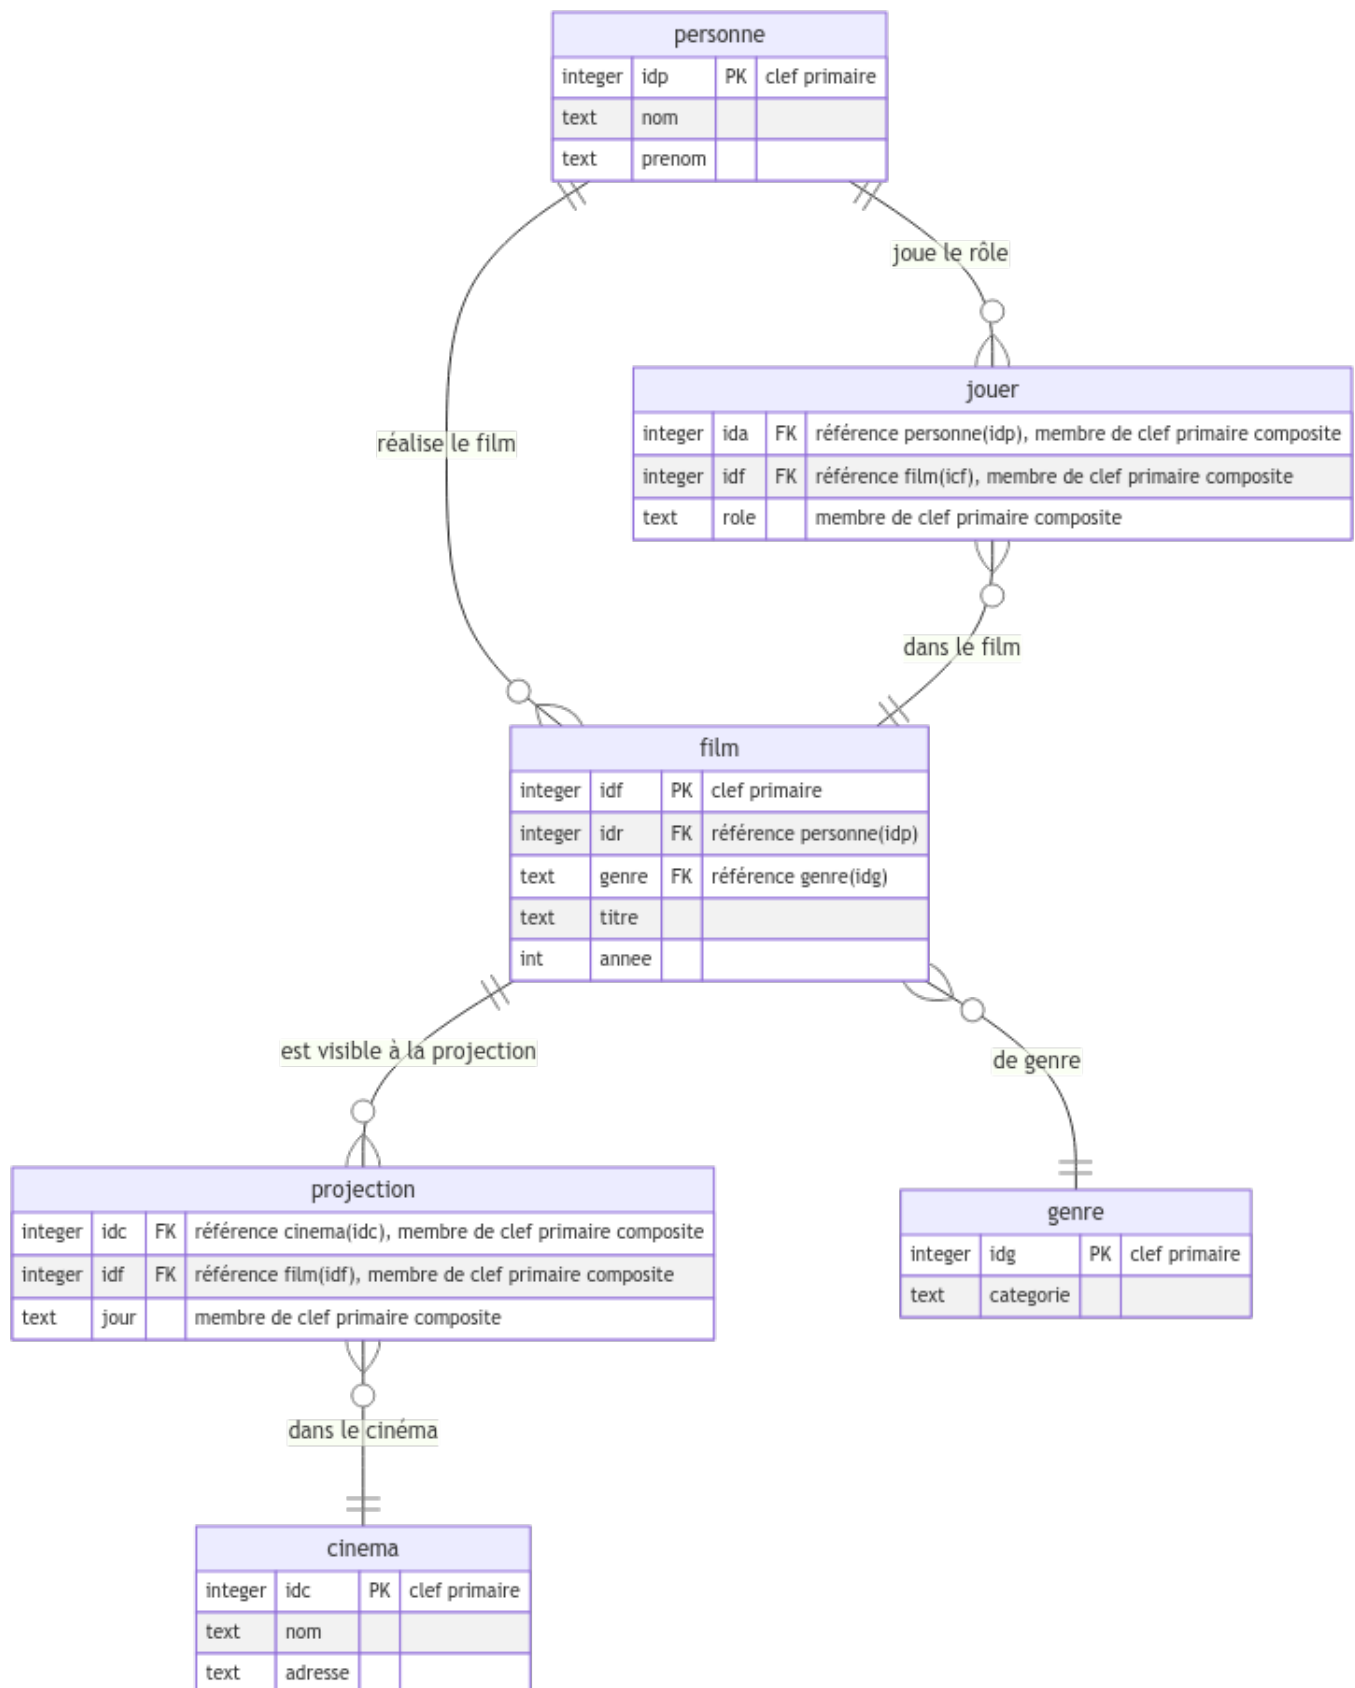 personne
integer idp PK clef primaire
text nom
text prenom
joue le rôle
jouer
integer ida FK référence personne(idp), membre de clef primaire composite
réalise le film
integer idf FK référence film(icf), membre de clef primaire composite
text role membre de clef primaire composite
dans le film
film
integer idf PK clef primaire
integer idr FK référence personne(idp)
text genre FK référence genre(idg)
text titre
int annee
est visible à la projection
de genre
projection
integer idc FK référence cinema(idc), membre de clef primaire composite
integer idf FK référence film(idf), membre de clef primaire composite
text jour membre de clef primaire composite
genre
integer idg PK clef primaire
text categorie
dans le cinéma
cinema
integer idc PK clef primaire
text nom
text adresse